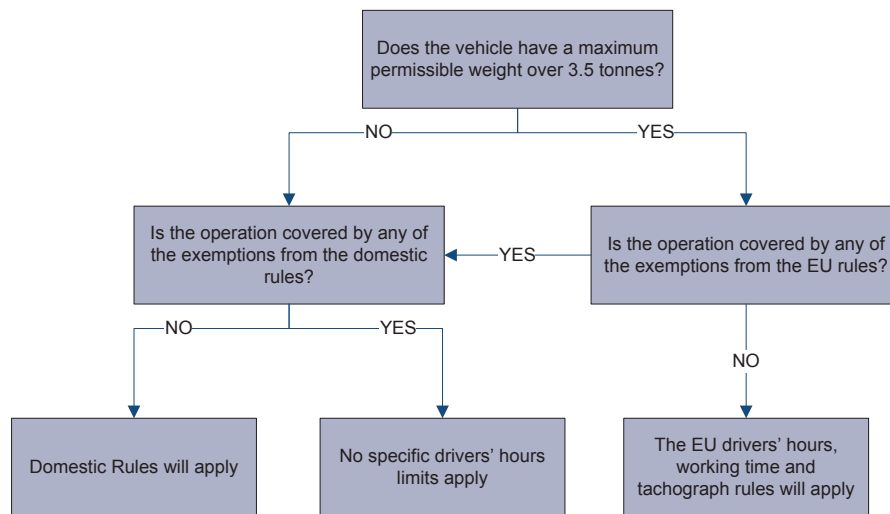 Does the vehicle have a maximum
permissible weight over 3.5 tonnes?
NO
YES
Is the operation covered by any of
the exemptions from the domestic
rules?
YES
Is the operation covered by any of
the exemptions from the EU rules?
NO
YES
NO
Domestic Rules will apply
No specific drivers’ hours
limits apply
The EU drivers’ hours,
working time and
tachograph rules will apply